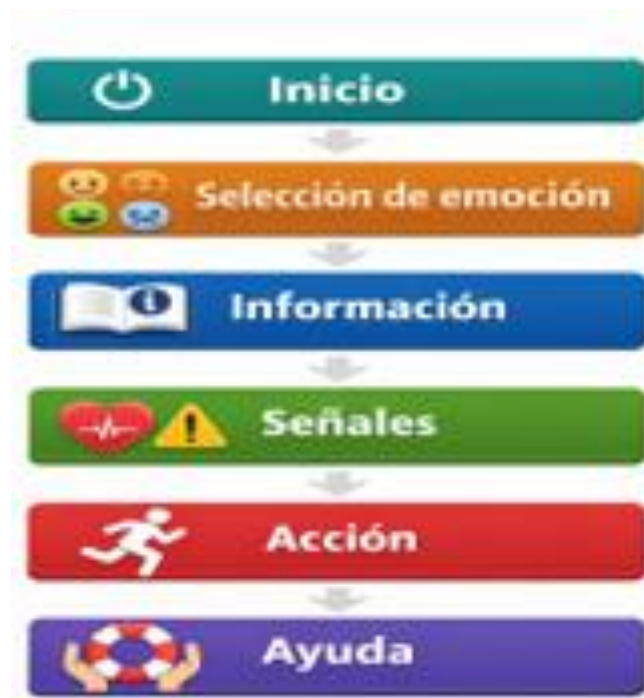 Inicio
Selección de emoción
Información
Señales
Acción
Ayuda